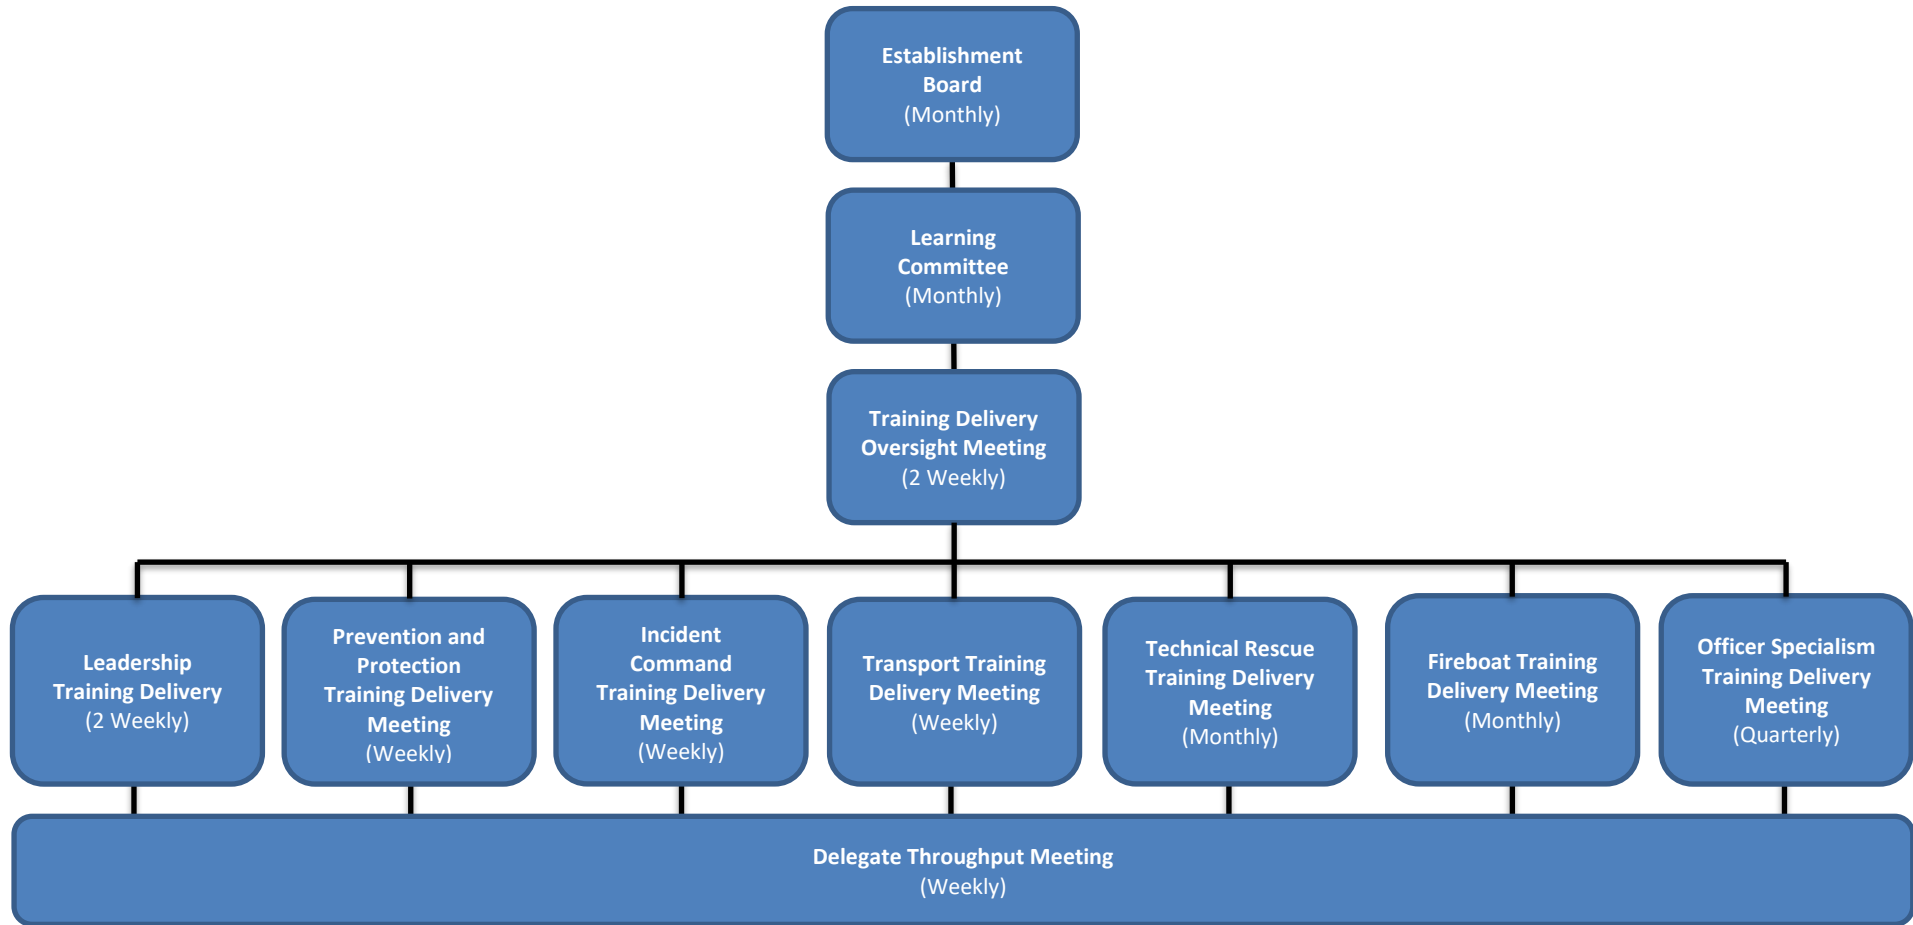 Establishment
Board
(Monthly)
Learning
Committee
(Monthly)
Training Delivery
Oversight Meeting
(2 Weekly)
Leadership
Training Delivery
(2 Weekly)
Prevention and
Protection
Training Delivery
Meeting
(Weekly)
Incident
Command
Training Delivery
Meeting
(Weekly)
Transport Training
Delivery Meeting
(Weekly)
Technical Rescue
Training Delivery
Meeting
(Monthly)
Fireboat Training
Delivery Meeting
(Monthly)
Officer Specialism
Training Delivery
Meeting
(Quarterly)
Delegate Throughput Meeting
(Weekly)